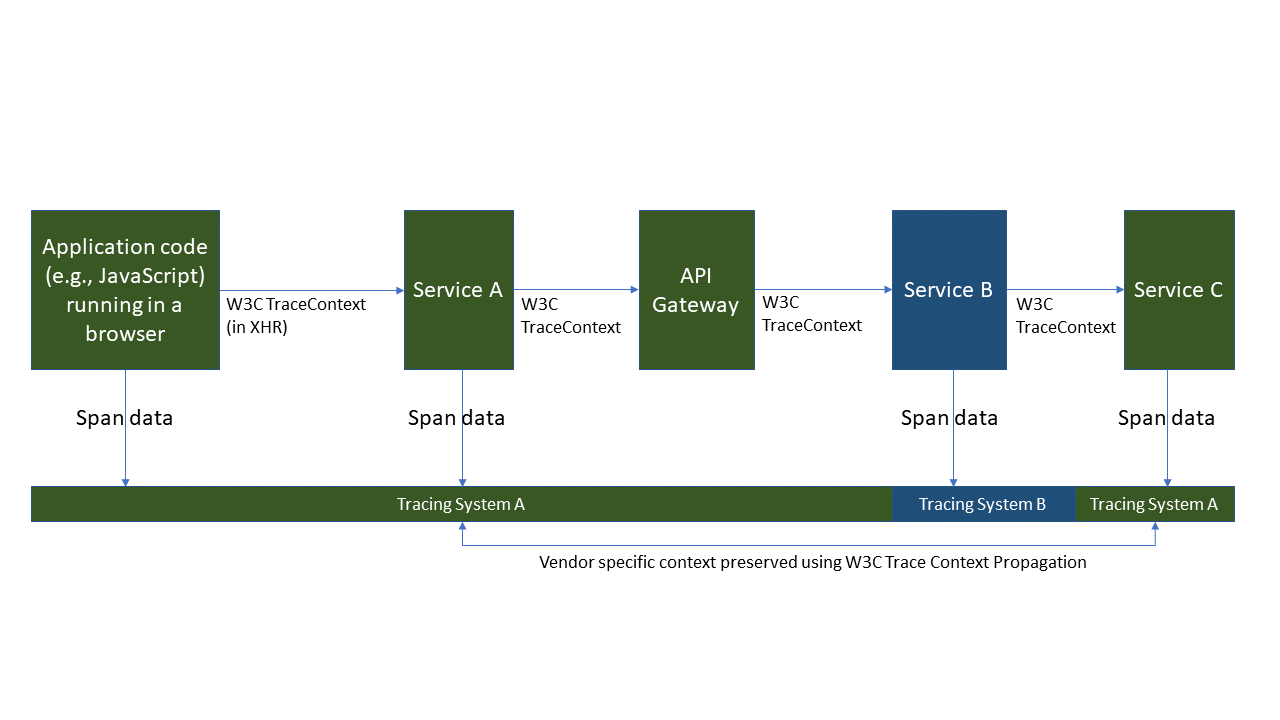 Application code
(e.g., JavaScript)
running in a
browser
W3C TraceContext
(in XHR)
Service A
W3C
TraceContext
API
Gateway
W3C
TraceContext
Service B
W3C
TraceContext
Service C
Span data
Span data
Span data
Span data
Tracing System A
Tracing System B
Tracing System A
Vendor specific context preserved using W3C Trace Context Propagation